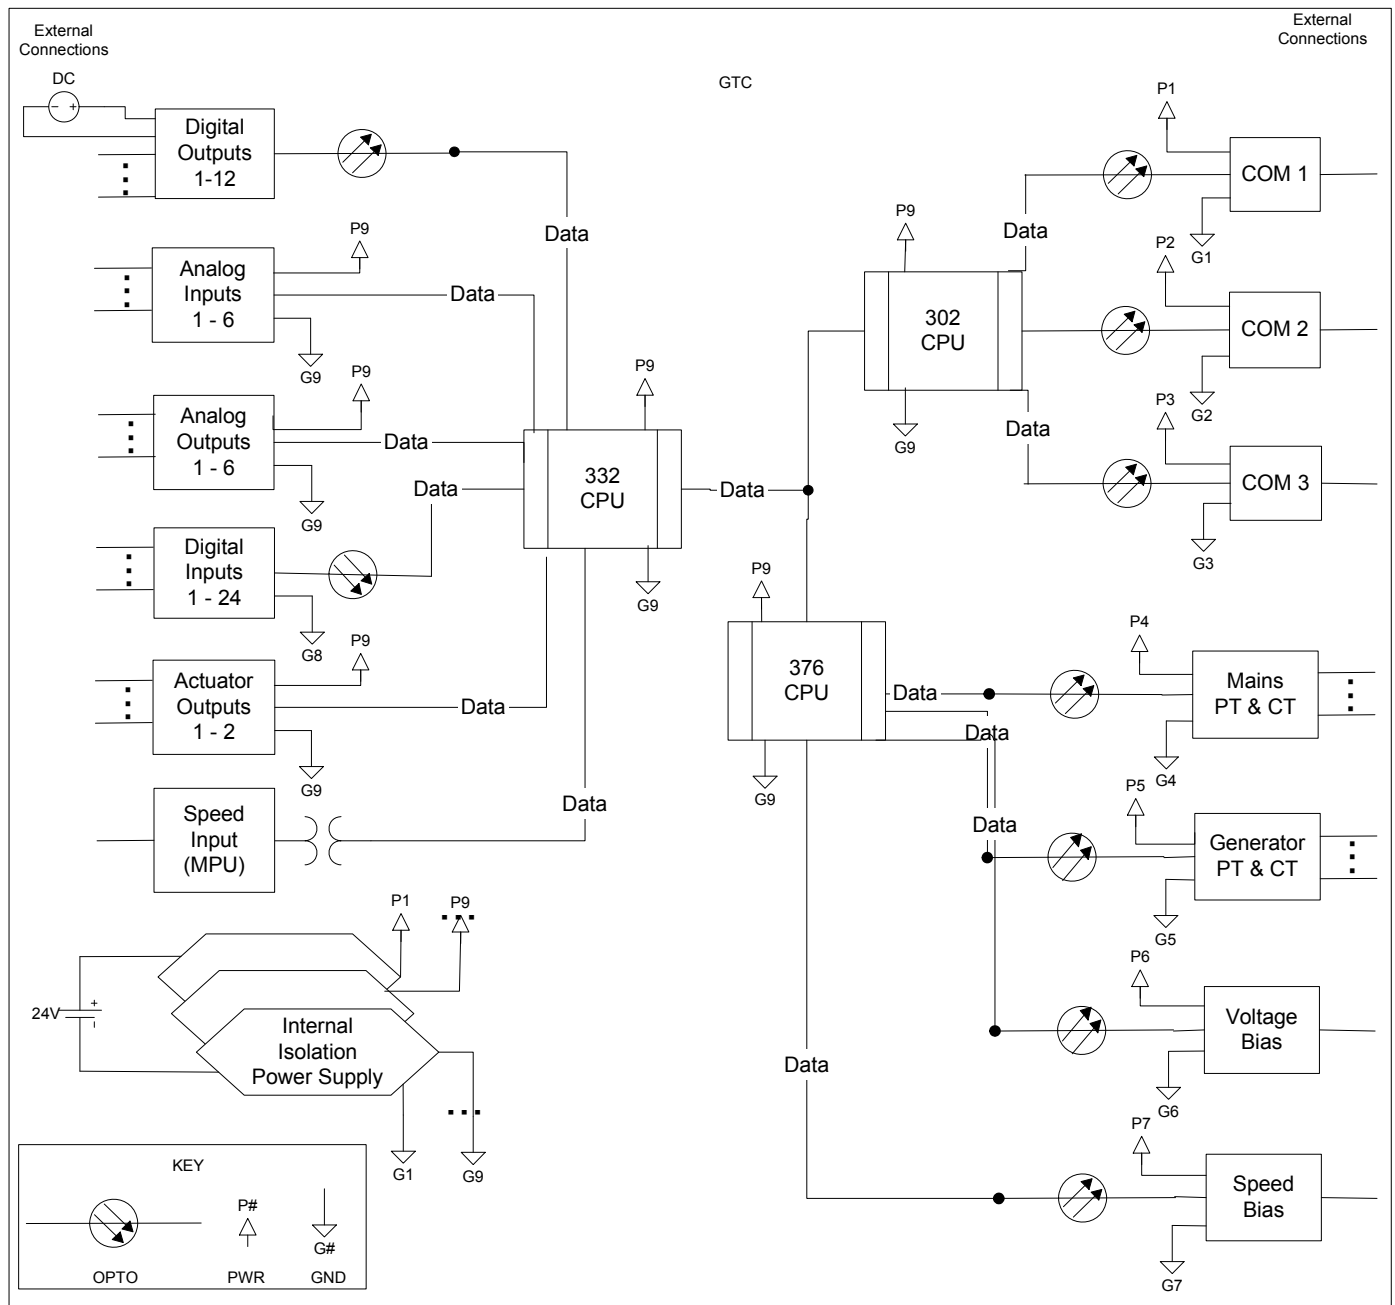 External
Connections
External
Connections
GTC
DC
− +
Digital
Outputs
1-12
Data
P9
Analog
Inputs
1 - 6
Data
G9
P9
Analog
Outputs
1 - 6
Data
G9
Digital
Inputs
1 - 24
Data
G8
P9
Actuator
Outputs
1 - 2
Data
G9
Speed
Input
(MPU)
Data
P9
332
CPU
G9
Data
P9
302
CPU
G9
Data
Data
P1
COM 1
G1
P2
COM 2
G2
P3
COM 3
G3
P9
376
CPU
G9
Data
Data
Data
Data
P4
Mains
PT & CT
G4
P5
Generator
PT & CT
G5
P6
Voltage
Bias
G6
P7
Speed
Bias
G7
24V
+
−
P1
P9
Internal
Isolation
Power Supply
G1
G9
KEY
OPTO
P#
PWR
G#
GND